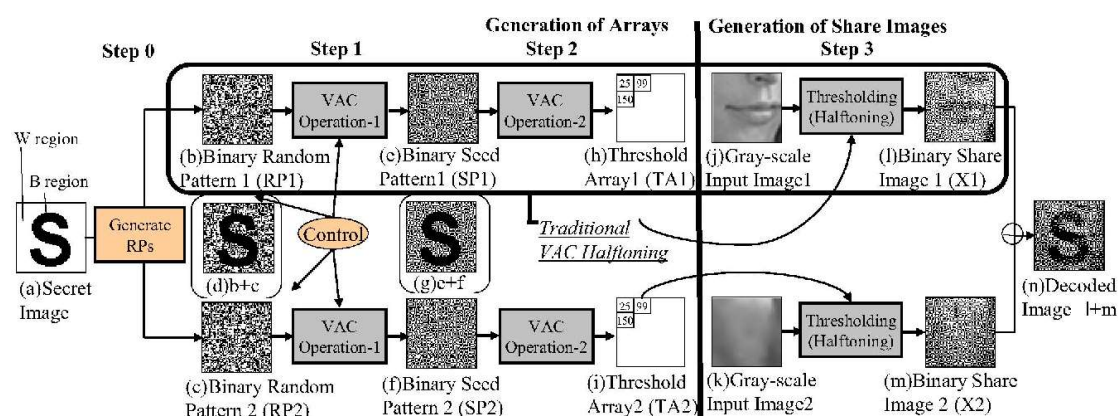 Generation of Arrays
Generation of Share Images
Step 0
Step 1
Step 2
Step 3
W region
B region
S
(a)Secret
Image
Generate
RPs
(b)Binary Random
Pattern 1 (RP1)
VAC
Operation-1
(e)Binary Seed
Pattern1 (SP1)
VAC
Operation-2
25 99
150
(h)Threshold
Array1 (TA1)
(j)Gray-scale
Input Image1
Thresholding
(Halftoning)
(l)Binary Share
Image 1 (X1)
S
(d)b+c
Control
S
(g)e+f
Traditional
VAC Halftoning
S
(n)Decoded
Image l+m
(c)Binary Random
Pattern 2 (RP2)
VAC
Operation-1
(f)Binary Seed
Pattern 2 (SP2)
VAC
Operation-2
25 99
150
(i)Threshold
Array2 (TA2)
(k)Gray-scale
Input Image2
Thresholding
(Halftoning)
(m)Binary Share
Image 2 (X2)